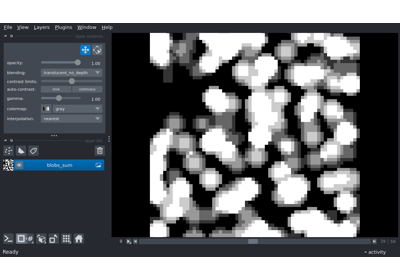 File View Layers Plugins Window Help
opacity: 1.00
blending: translucent_no_depth
contrast limits:
auto-contrast: once continuous
gamma: 1.00
colormap: gray
interpolation: nearest
blobs_sum
Ready
activity